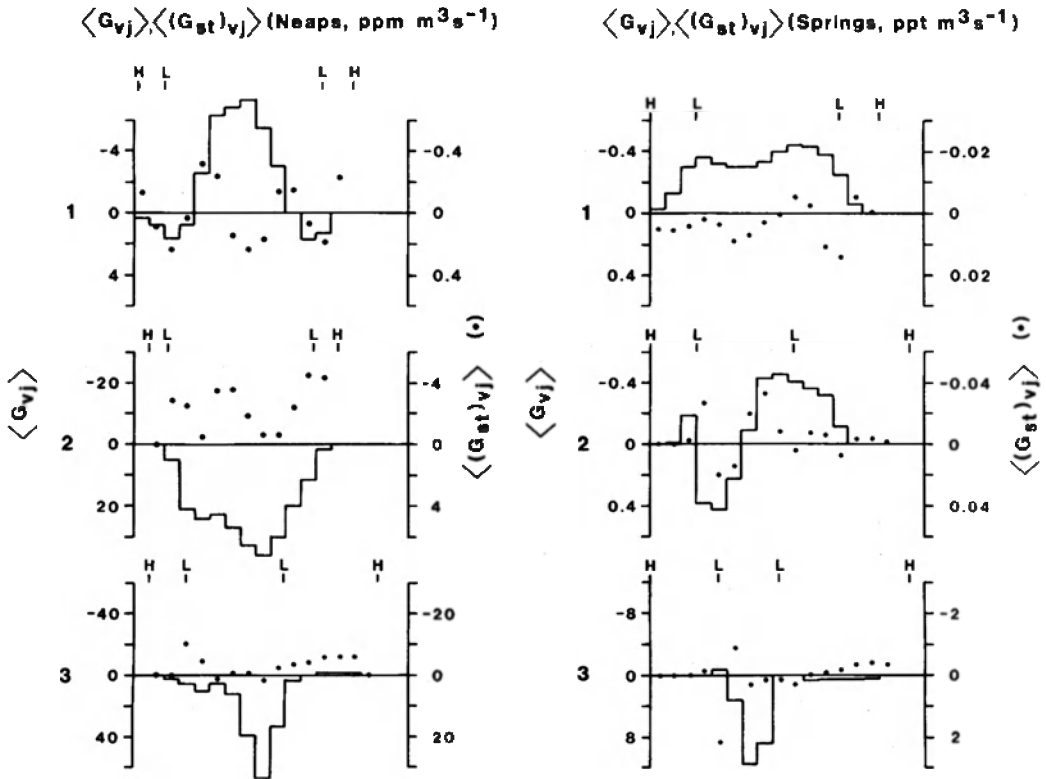 ⟨G_vj⟩,⟨(G_st)_vj⟩ (Neaps, ppm m³s⁻¹)
⟨G_vj⟩,⟨(G_st)_vj⟩ (Springs, ppt m³s⁻¹)
H L L H
-4 -0.4
1 0 0
4 0.4
H L L H
-0.4 -0.02
1 0 0
0.4 0.02
H L L H
-20 -4
2 0 0
20 4
⟨G_vj⟩
⟨(G_st)_vj⟩ (•)
H L L H
-0.4 -0.04
2 0 0
0.4 0.04
⟨G_vj⟩
⟨(G_st)_vj⟩ (•)
H L L H
-40 -20
3 0 0
40 20
H L L H
-8 -2
3 0 0
8 2